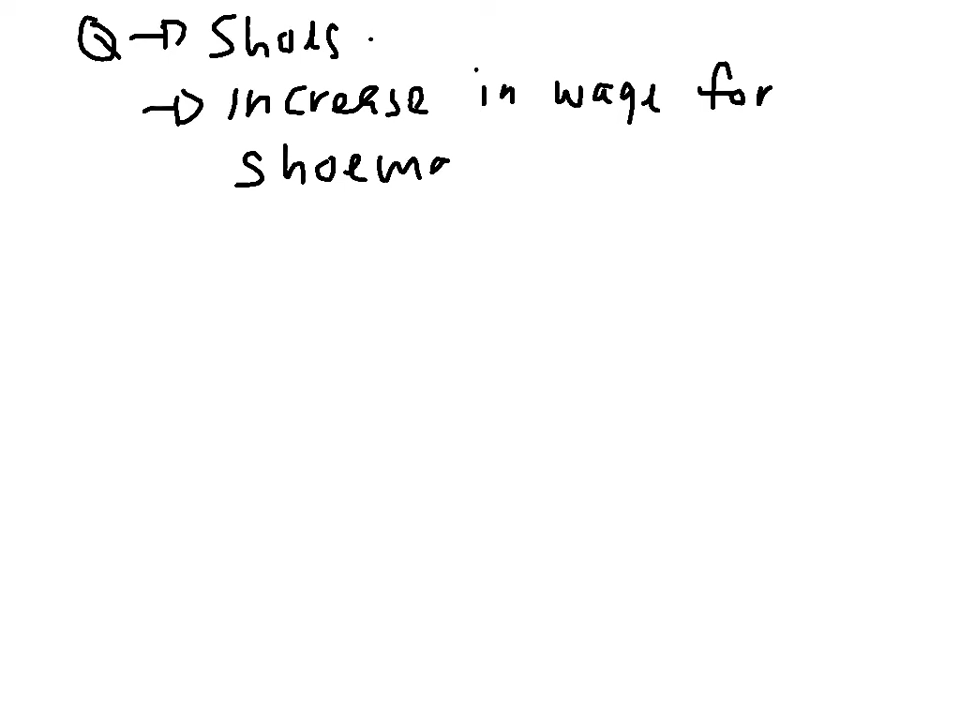 Q → Shoes .
→ increase in wage for
shoema